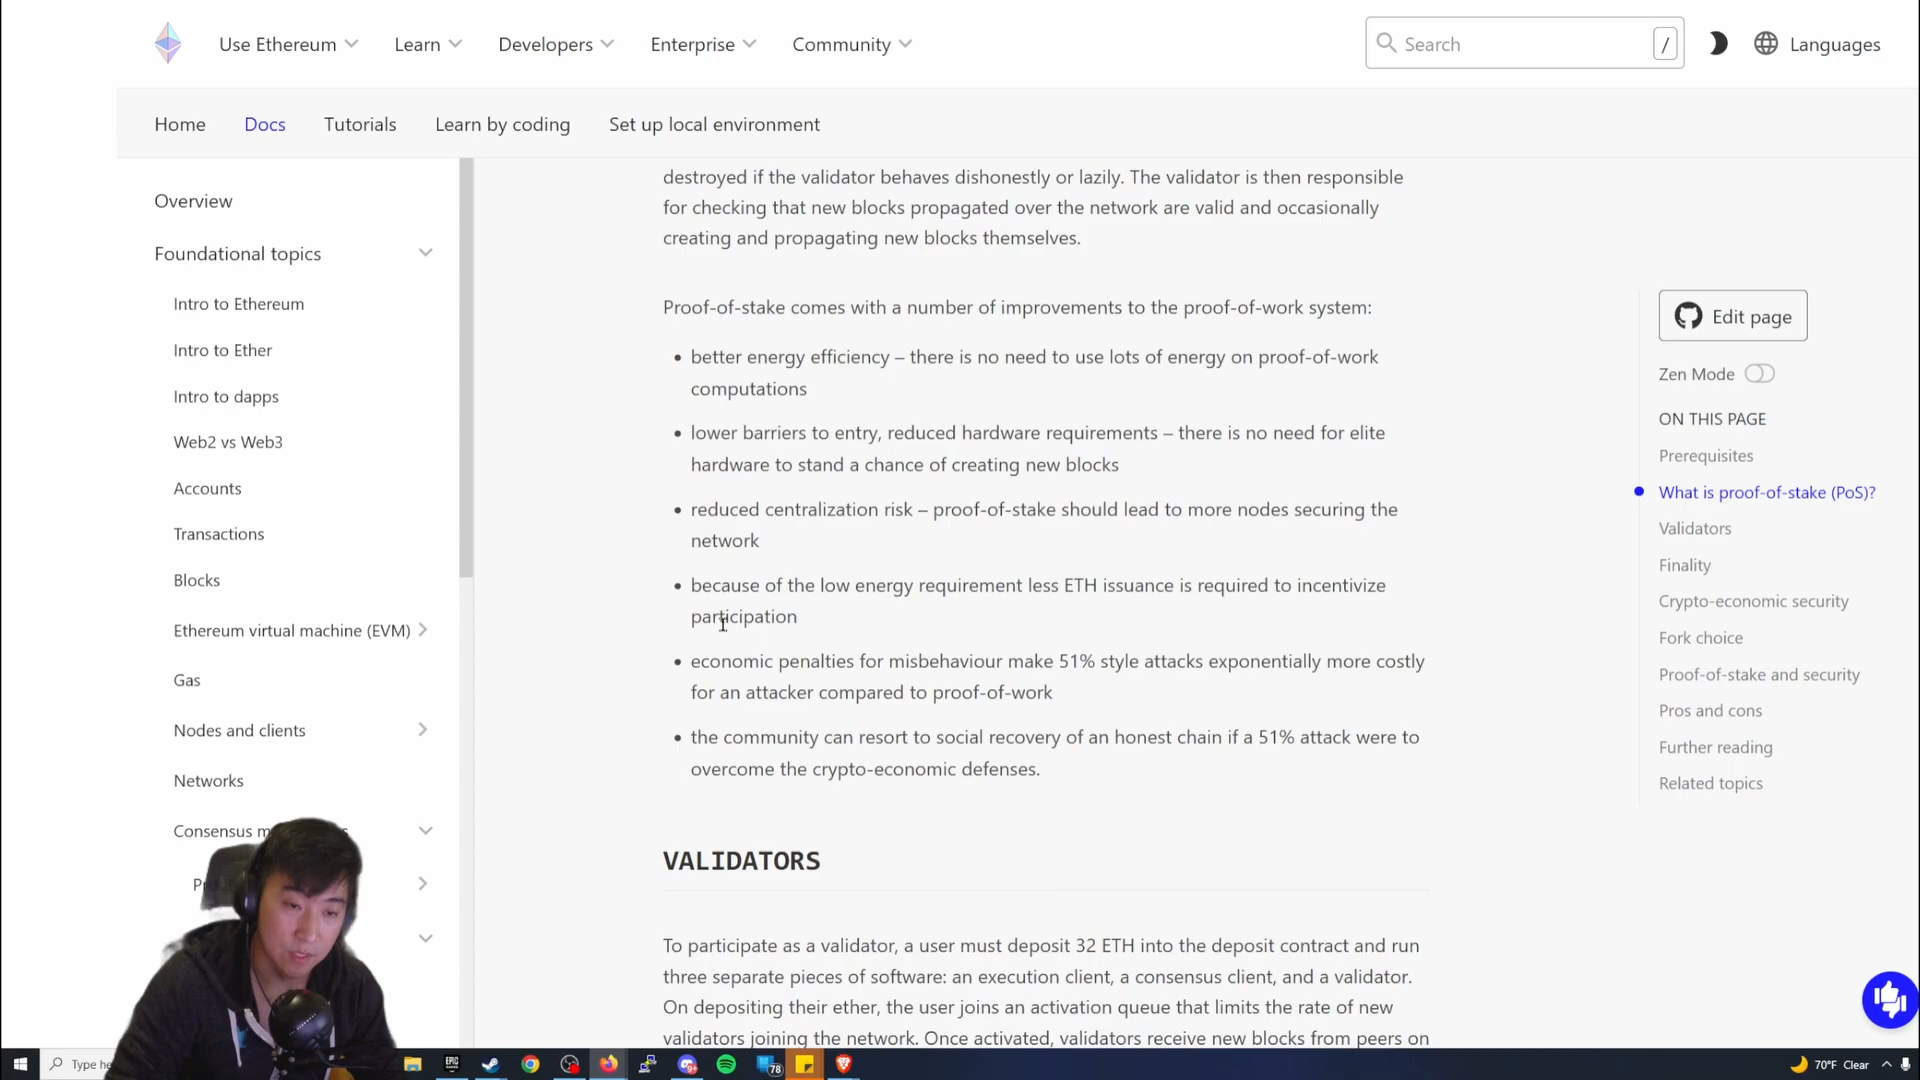 Use Ethereum
Learn
Developers
Enterprise
Community
Search
/
Languages
Home
Docs
Tutorials
Learn by coding
Set up local environment
Overview
Foundational topics
Intro to Ethereum
Intro to Ether
Intro to dapps
Web2 vs Web3
Accounts
Transactions
Blocks
Ethereum virtual machine (EVM)
Gas
Nodes and clients
Networks
Consensus
destroyed if the validator behaves dishonestly or lazily. The validator is then responsible
for checking that new blocks propagated over the network are valid and occasionally
creating and propagating new blocks themselves.
Proof-of-stake comes with a number of improvements to the proof-of-work system:
• better energy efficiency – there is no need to use lots of energy on proof-of-work
computations
• lower barriers to entry, reduced hardware requirements – there is no need for elite
hardware to stand a chance of creating new blocks
• reduced centralization risk – proof-of-stake should lead to more nodes securing the
network
• because of the low energy requirement less ETH issuance is required to incentivize
participation
• economic penalties for misbehaviour make 51% style attacks exponentially more costly
for an attacker compared to proof-of-work
• the community can resort to social recovery of an honest chain if a 51% attack were to
overcome the crypto-economic defenses.
VALIDATORS
To participate as a validator, a user must deposit 32 ETH into the deposit contract and run
three separate pieces of software: an execution client, a consensus client, and a validator.
On depositing their ether, the user joins an activation queue that limits the rate of new
validators joining the network. Once activated, validators receive new blocks from peers on
Edit page
Zen Mode
ON THIS PAGE
Prerequisites
What is proof-of-stake (PoS)?
Validators
Finality
Crypto-economic security
Fork choice
Proof-of-stake and security
Pros and cons
Further reading
Related topics
Type he
EPIC
78
70°F Clear